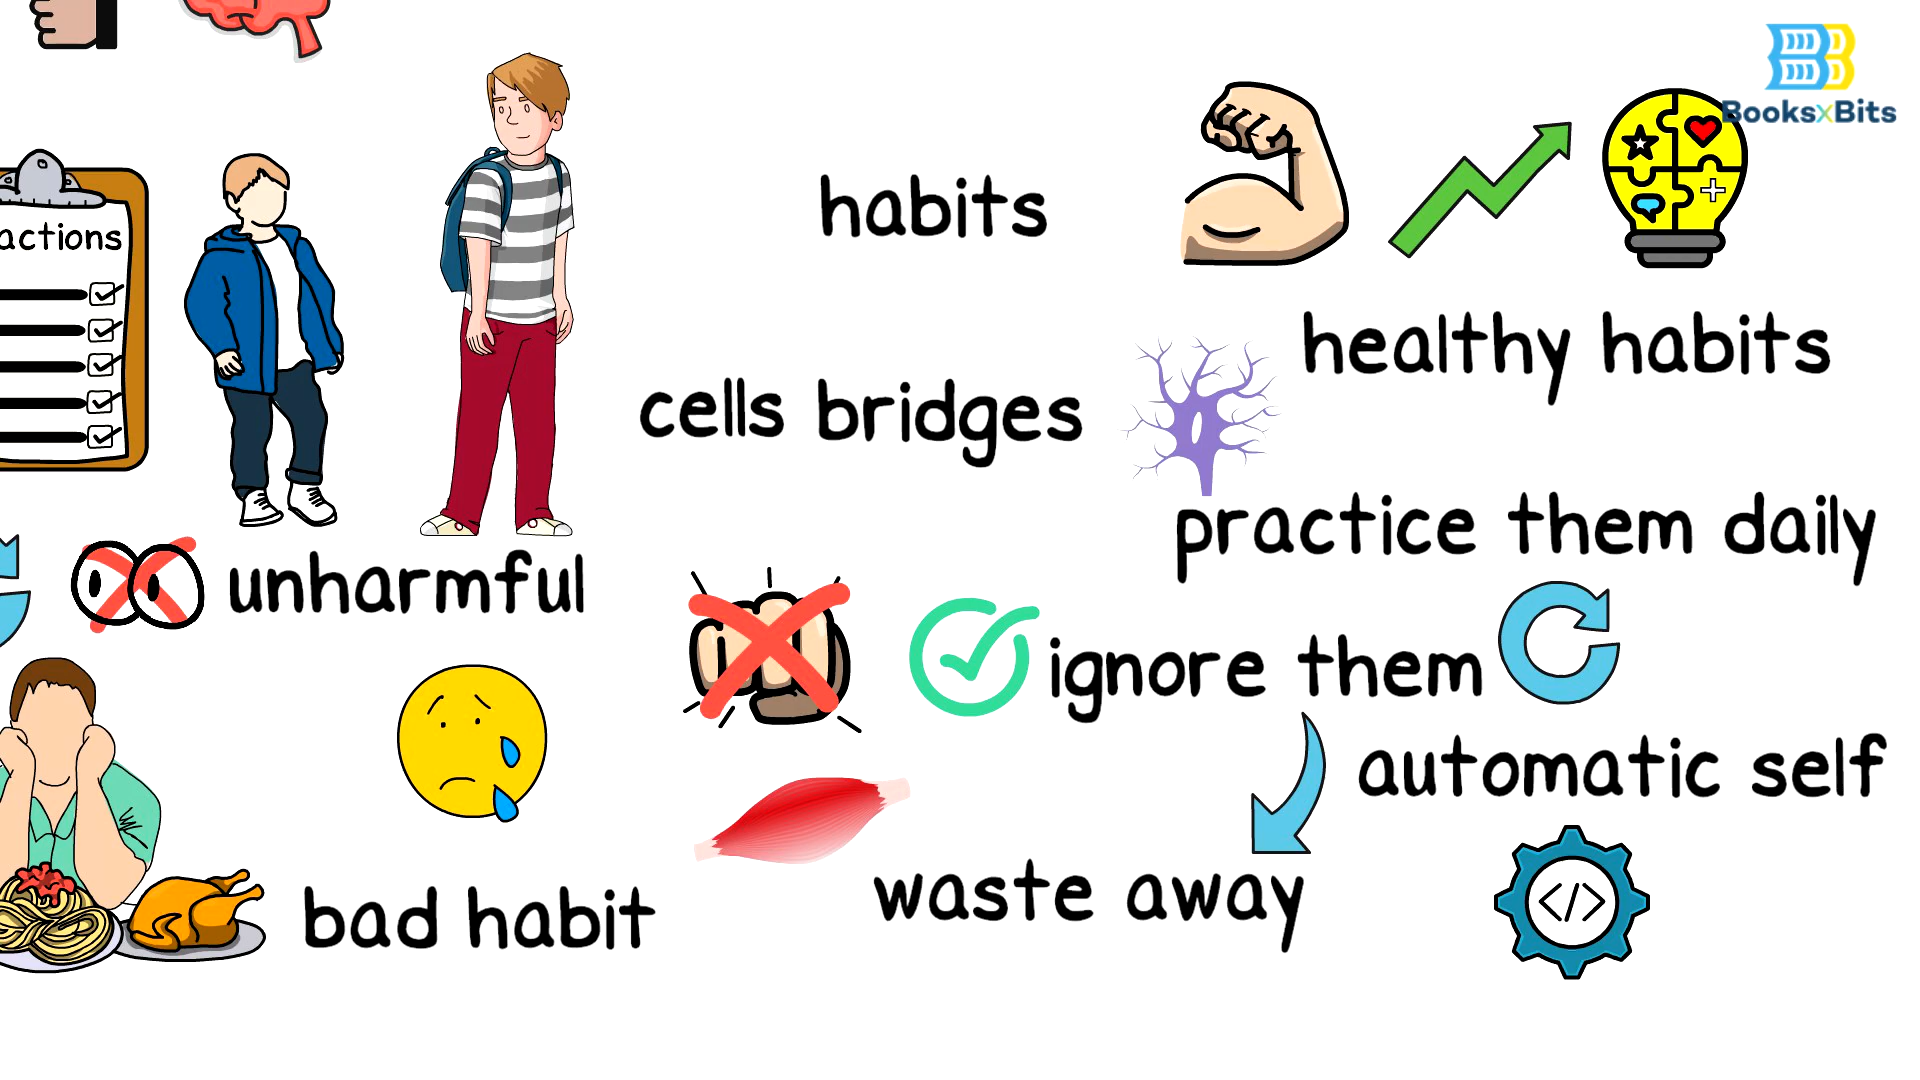 BooksxBits
habits
actions
healthy habits
cells bridges
practice them daily
unharmful
ignore them
automatic self
waste away
bad habit